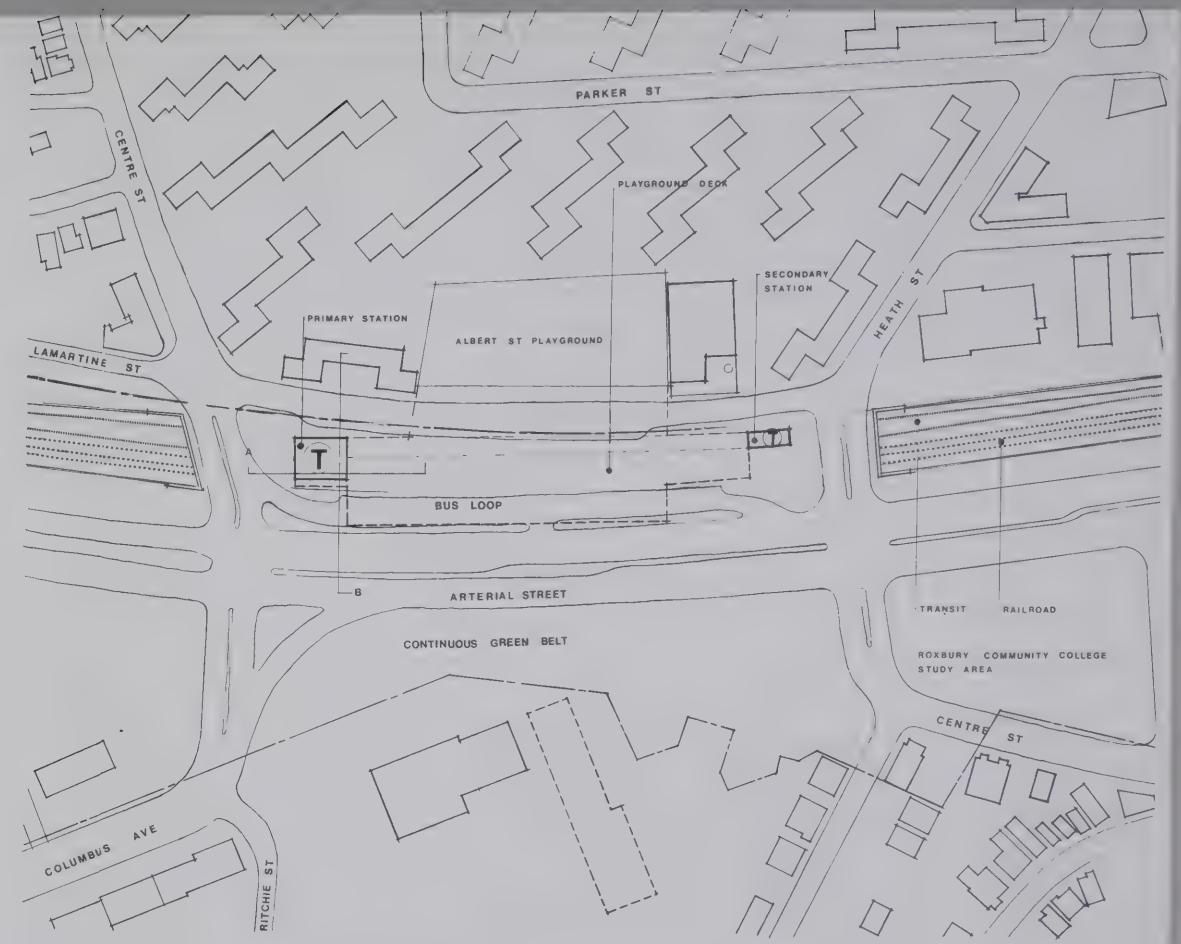 PARKER ST
CENTRE ST
PLAYGROUND DECK
SECONDARY
STATION
HEATH ST
PRIMARY STATION
ALBERT ST PLAYGROUND
LAMARTINE ST
A
T
T
BUS LOOP
B
ARTERIAL STREET
TRANSIT
RAILROAD
CONTINUOUS GREEN BELT
ROXBURY COMMUNITY COLLEGE
STUDY AREA
CENTRE ST
COLUMBUS AVE
RITCHIE ST